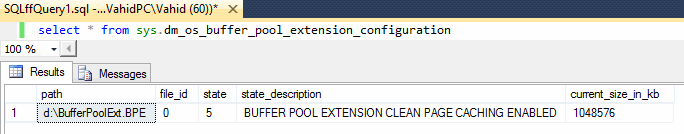 SQLffQuery1.sql -...VahidPC\Vahid (60))*
select * from sys.dm_os_buffer_pool_extension_configuration
100 %
Results Messages
path file_id state state_description current_size_in_kb
1 d:\BufferPoolExt.BPE 0 5 BUFFER POOL EXTENSION CLEAN PAGE CACHING ENABLED 1048576